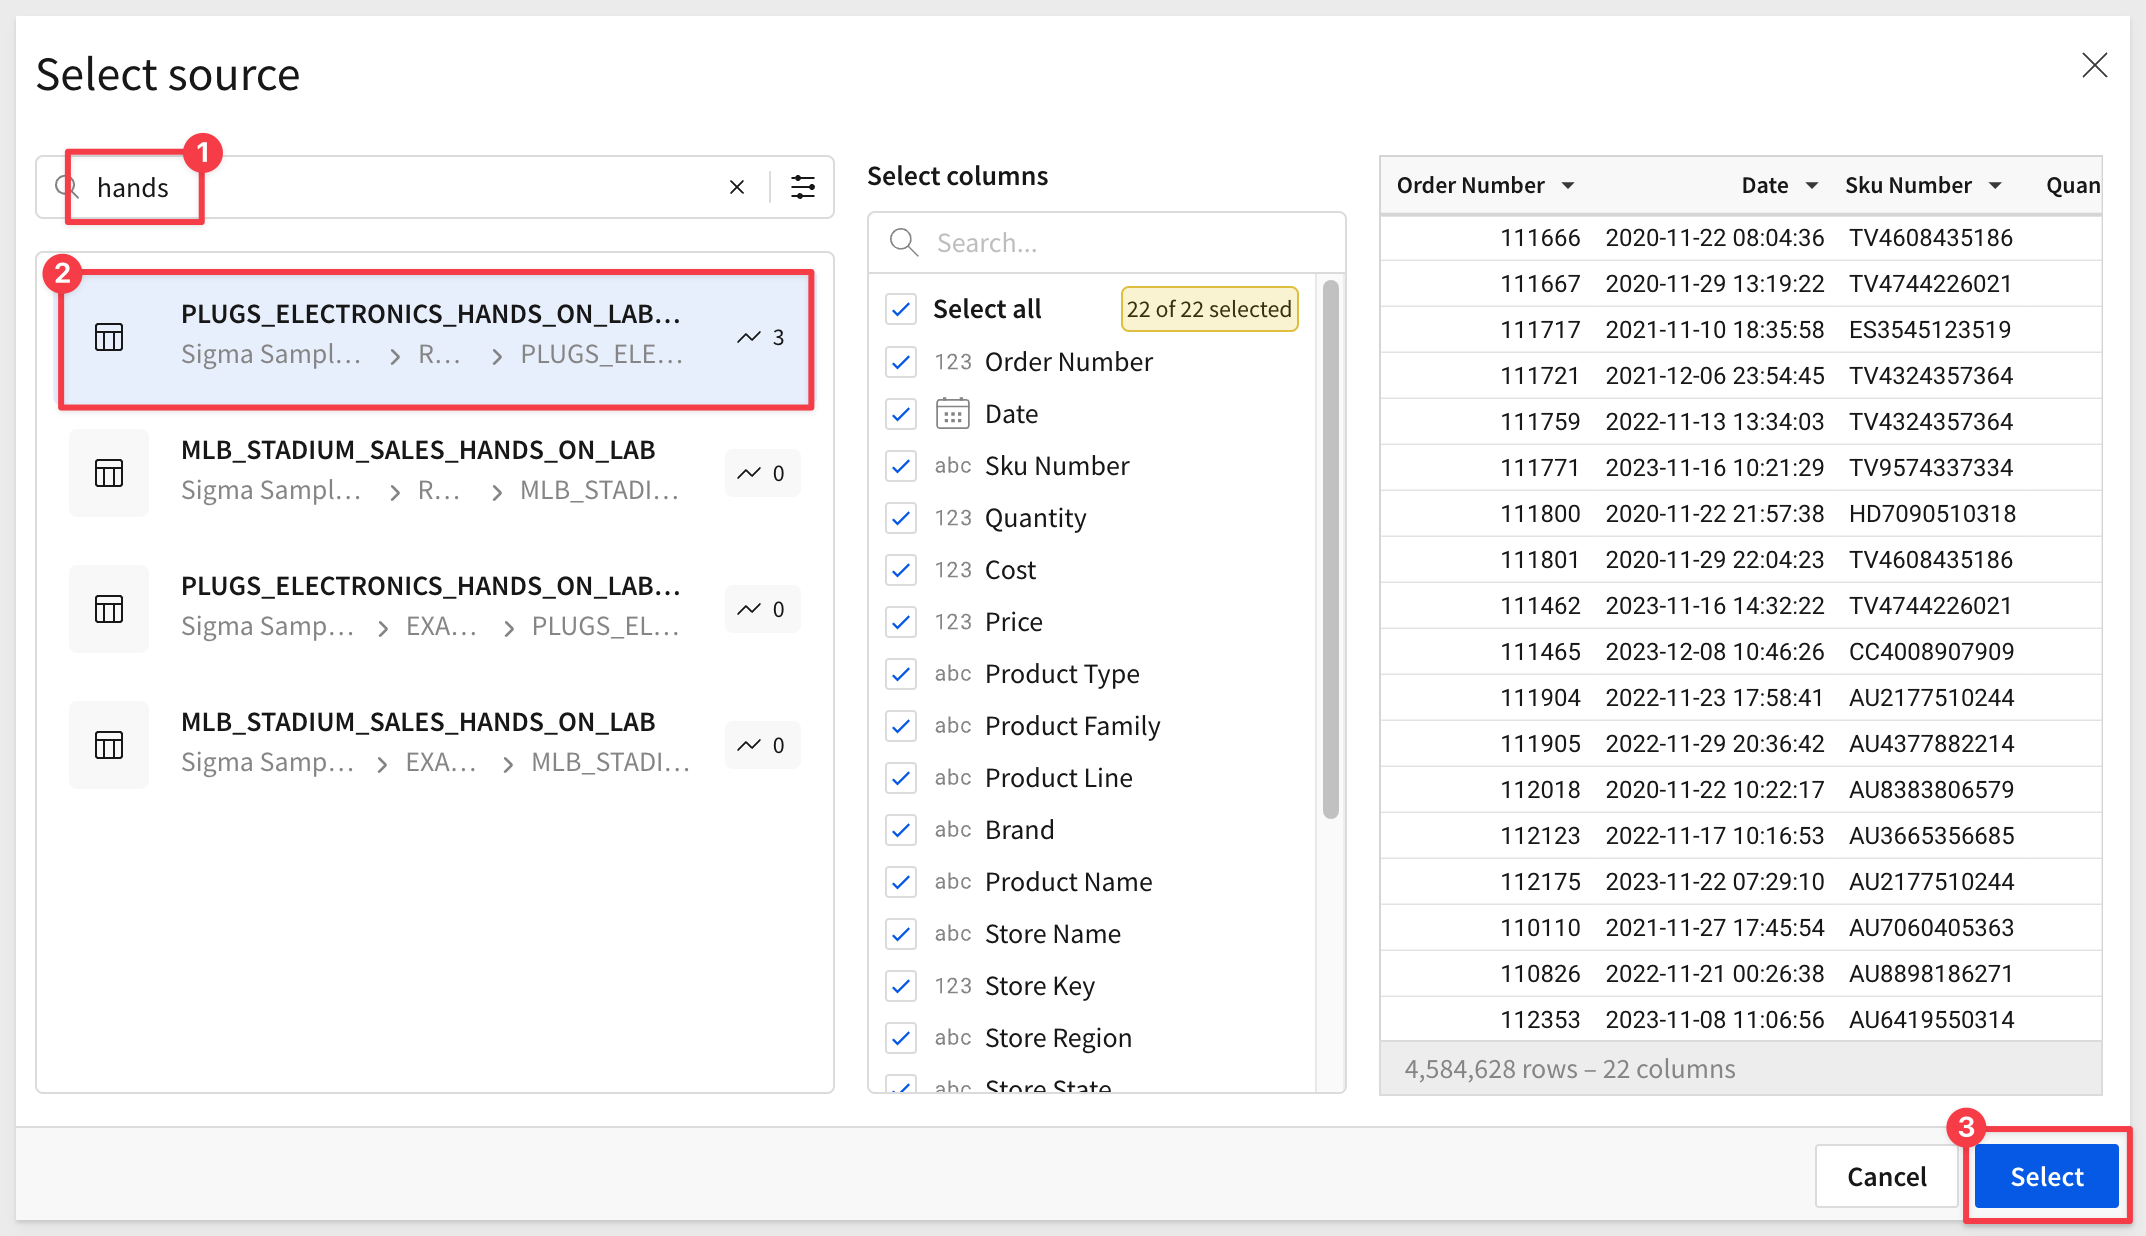 Select source
1
hands
2
PLUGS_ELECTRONICS_HANDS_ON_LAB...
Sigma Sampl... > R... > PLUGS_ELE...
3
MLB_STADIUM_SALES_HANDS_ON_LAB
Sigma Sampl... > R... > MLB_STADI...
0
PLUGS_ELECTRONICS_HANDS_ON_LAB...
Sigma Samp... > EXA... > PLUGS_EL...
0
MLB_STADIUM_SALES_HANDS_ON_LAB
Sigma Samp... > EXA... > MLB_STADI...
0
Select columns
Search...
Select all 22 of 22 selected
123 Order Number
Date
abc Sku Number
123 Quantity
123 Cost
123 Price
abc Product Type
abc Product Family
abc Product Line
abc Brand
abc Product Name
abc Store Name
123 Store Key
abc Store Region
abc Store State
Order Number Date Sku Number Quan
111666 2020-11-22 08:04:36 TV4608435186
111667 2020-11-29 13:19:22 TV4744226021
111717 2021-11-10 18:35:58 ES3545123519
111721 2021-12-06 23:54:45 TV4324357364
111759 2022-11-13 13:34:03 TV4324357364
111771 2023-11-16 10:21:29 TV9574337334
111800 2020-11-22 21:57:38 HD7090510318
111801 2020-11-29 22:04:23 TV4608435186
111462 2023-11-16 14:32:22 TV4744226021
111465 2023-12-08 10:46:26 CC4008907909
111904 2022-11-23 17:58:41 AU2177510244
111905 2022-11-29 20:36:42 AU4377882214
112018 2020-11-22 10:22:17 AU8383806579
112123 2022-11-17 10:16:53 AU3665356685
112175 2023-11-22 07:29:10 AU2177510244
110110 2021-11-27 17:45:54 AU7060405363
110826 2022-11-21 00:26:38 AU8898186271
112353 2023-11-08 11:06:56 AU6419550314
4,584,628 rows – 22 columns
3
Cancel Select